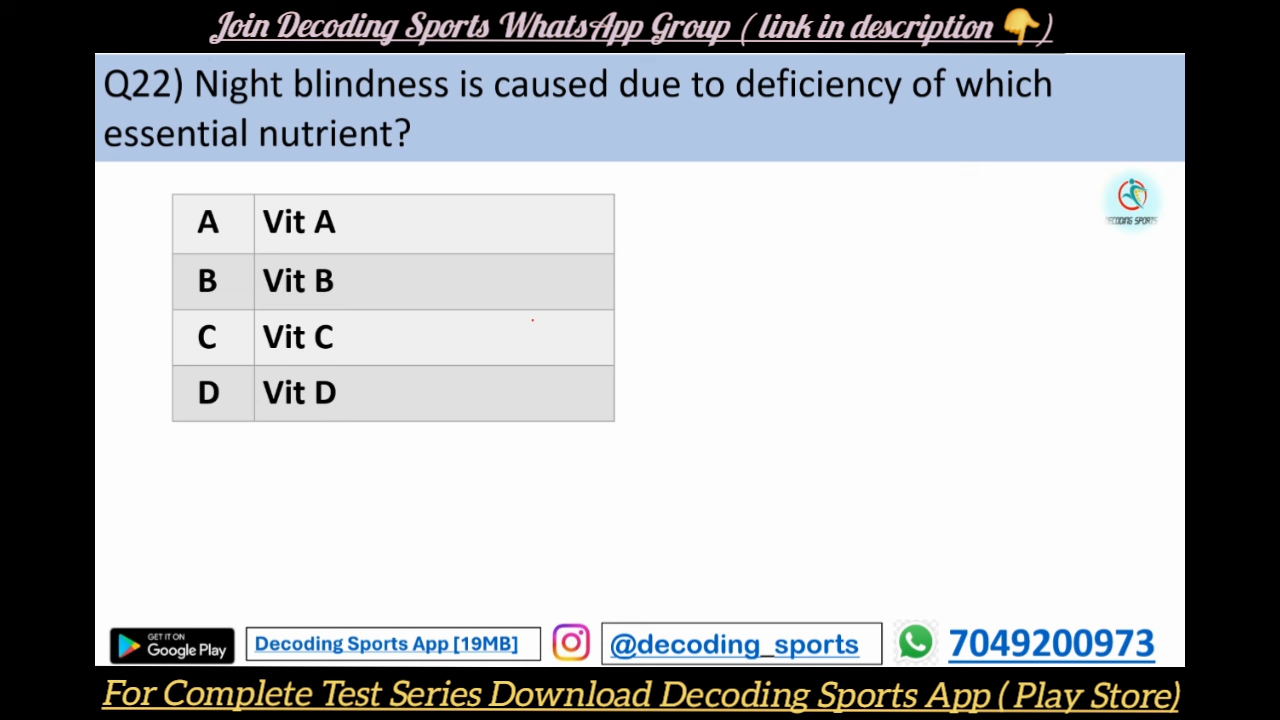 Join Decoding Sports WhatsApp Group ( link in description 👇)
Q22) Night blindness is caused due to deficiency of which
essential nutrient?
A Vit A
B Vit B
C Vit C
D Vit D
DECODING SPORTS
GET IT ON
Google Play
Decoding Sports App [19MB]
@decoding_sports
7049200973
For Complete Test Series Download Decoding Sports App ( Play Store)